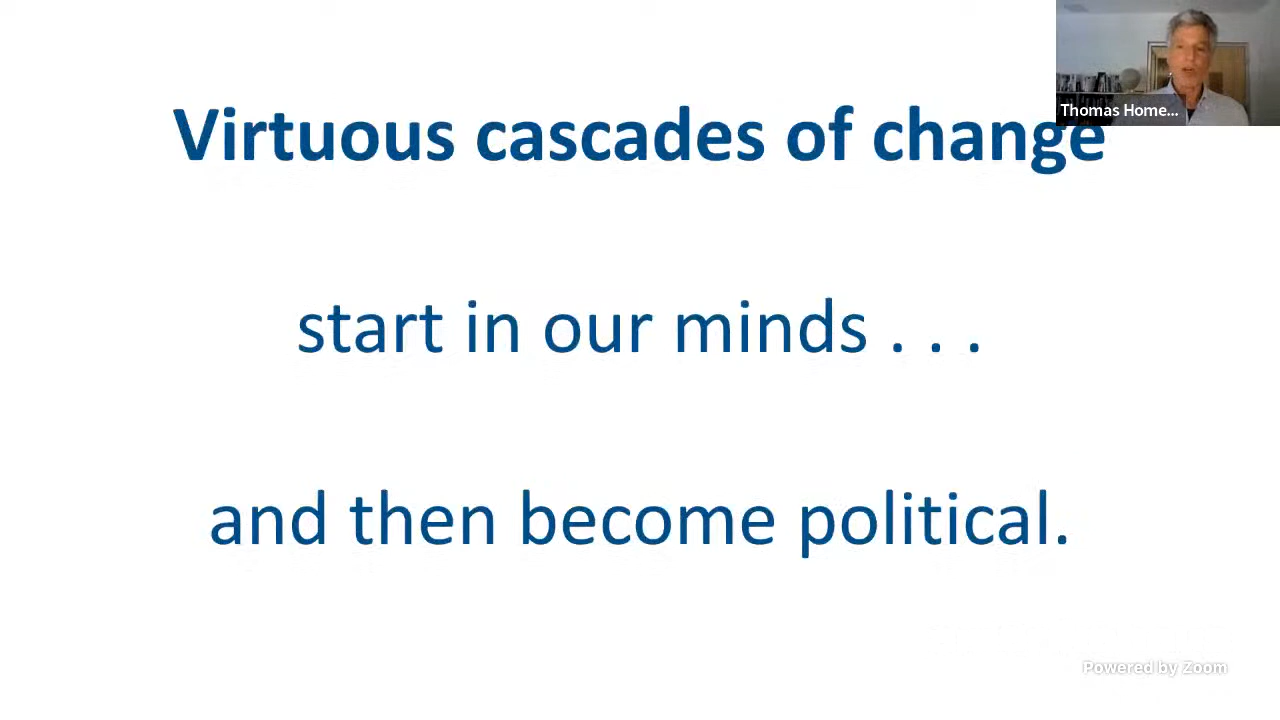 Virtuous cascades of change
Thomas Home...
start in our minds . . .
and then become political.
Powered by Zoom